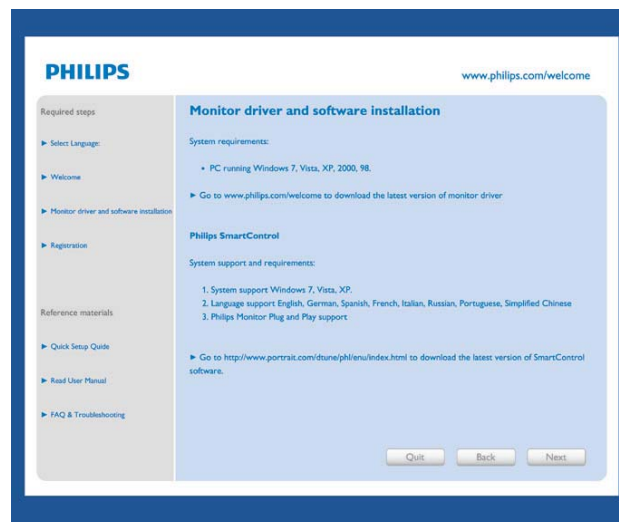 PHILIPS
www.philips.com/welcome
Required steps
Select Language:
Welcome
Monitor driver and software installation
Registration
Reference materials
Quick Setup Quide
Read User Manual
FAQ & Troubleshooting
Monitor driver and software installation
System requirements:
• PC running Windows 7, Vista, XP, 2000, 98.
Go to www.philips.com/welcome to download the latest version of monitor driver
Philips SmartControl
System support and requirements:
1. System support Windows 7, Vista, XP.
2. Language support English, German, Spanish, French, Italian, Russian, Portuguese, Simplified Chinese
3. Philips Monitor Plug and Play support
Go to http://www.portrait.com/dtune/phl/enu/index.html to download the latest version of SmartControl
software.
Quit
Back
Next